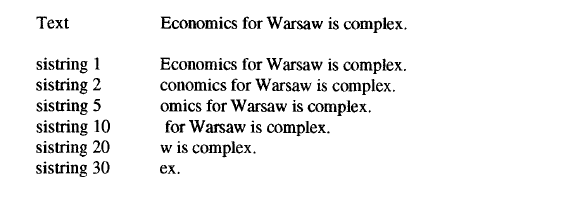 Text Economics for Warsaw is complex.
sistring 1 Economics for Warsaw is complex.
sistring 2 conomics for Warsaw is complex.
sistring 5 omics for Warsaw is complex.
sistring 10 for Warsaw is complex.
sistring 20 w is complex.
sistring 30 ex.